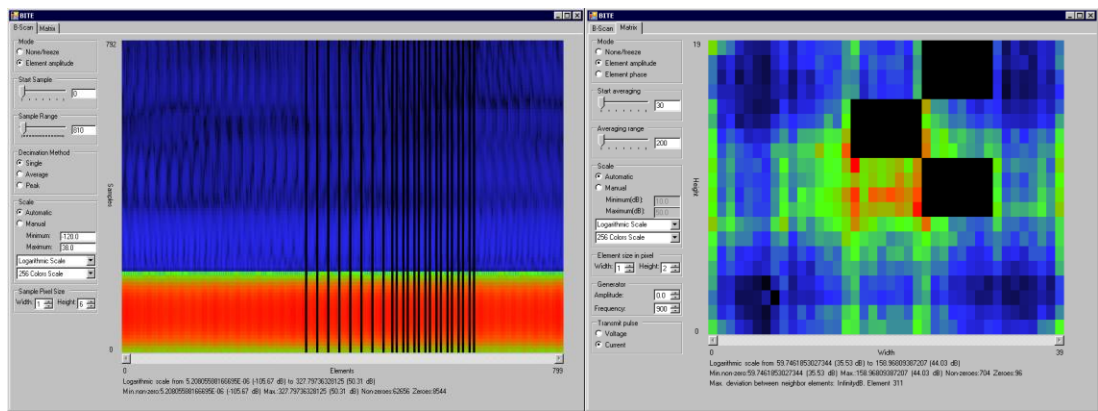 BITE
B-Scan Matrix
Mode
None/freeze
Element amplitude
Start Sample
0
Sample Range
810
Decination Method
Single
Average
Peak
Scale
Automatic
Manual
Minimum: -120.0
Maximum: 38.0
Logarithmic Scale
256 Colors Scale
Sample Pixel Size
Width: 1 Height: 6
792
Samples
0
0 Elements 799
Logarithmic scale from 5.20805588166695E-06 (-105.67 dB) to 327.79736328125 (50.31 dB)
Min.non-zero:5.20805588166695E-06 (-105.67 dB) Max.:327.79736328125 (50.31 dB) Non-zeroes:62656 Zeroes:8544
BITE
B-Scan Matrix
Mode
None/freeze
Element amplitude
Element phase
Start averaging
30
Averaging range
200
Scale
Automatic
Manual
Minimum(dB): 10.0
Maximum(dB):
Logarithmic Scale
256 Colors Scale
Element size in pixel
Width: 1 Height: 2
Generator
Amplitude: 0.0
Frequency: 900
Transmit pulse
Voltage
Current
19
Height
0
0 Width 39
Logarithmic scale from 59.7461853027344 (35.53 dB) to 158.96809387207 (44.03 dB)
Min.non-zero:59.7461853027344 (35.53 dB) Max.:158.96809387207 (44.03 dB) Non-zeroes:704 Zeroes:96
Max. deviation between neighbor elements: InfinitydB. Element 311